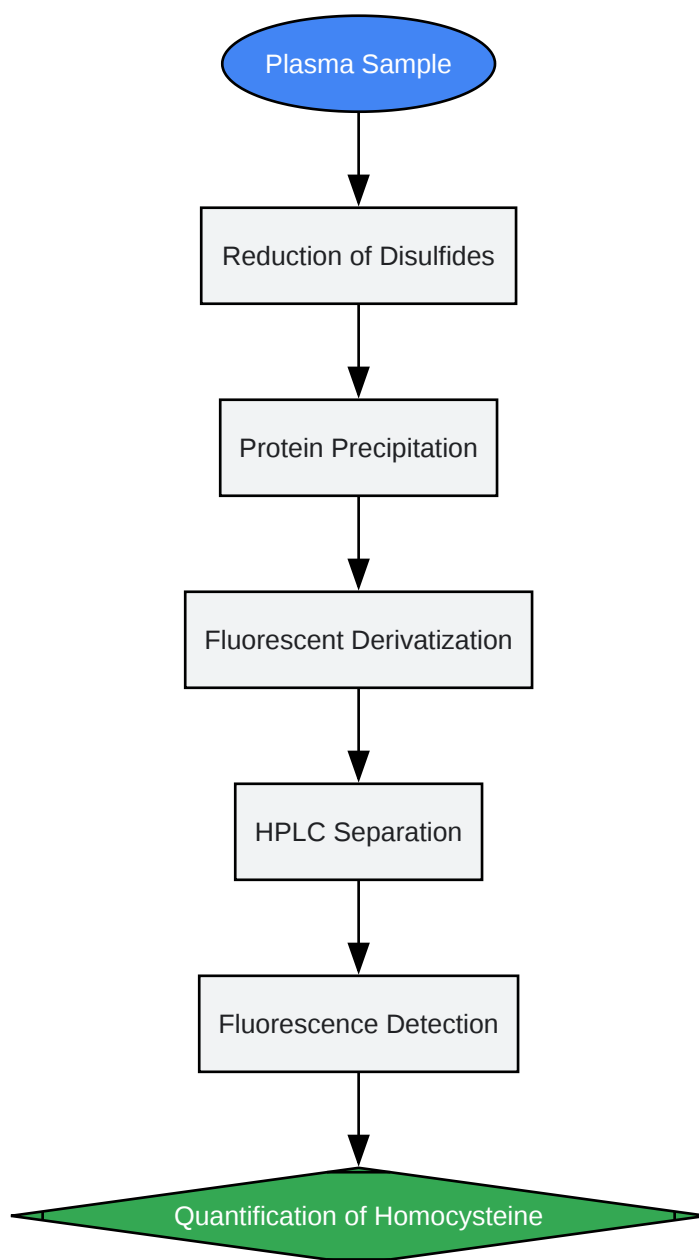 Plasma Sample
Reduction of Disulfides
Protein Precipitation
Fluorescent Derivatization
HPLC Separation
Fluorescence Detection
Quantification of Homocysteine